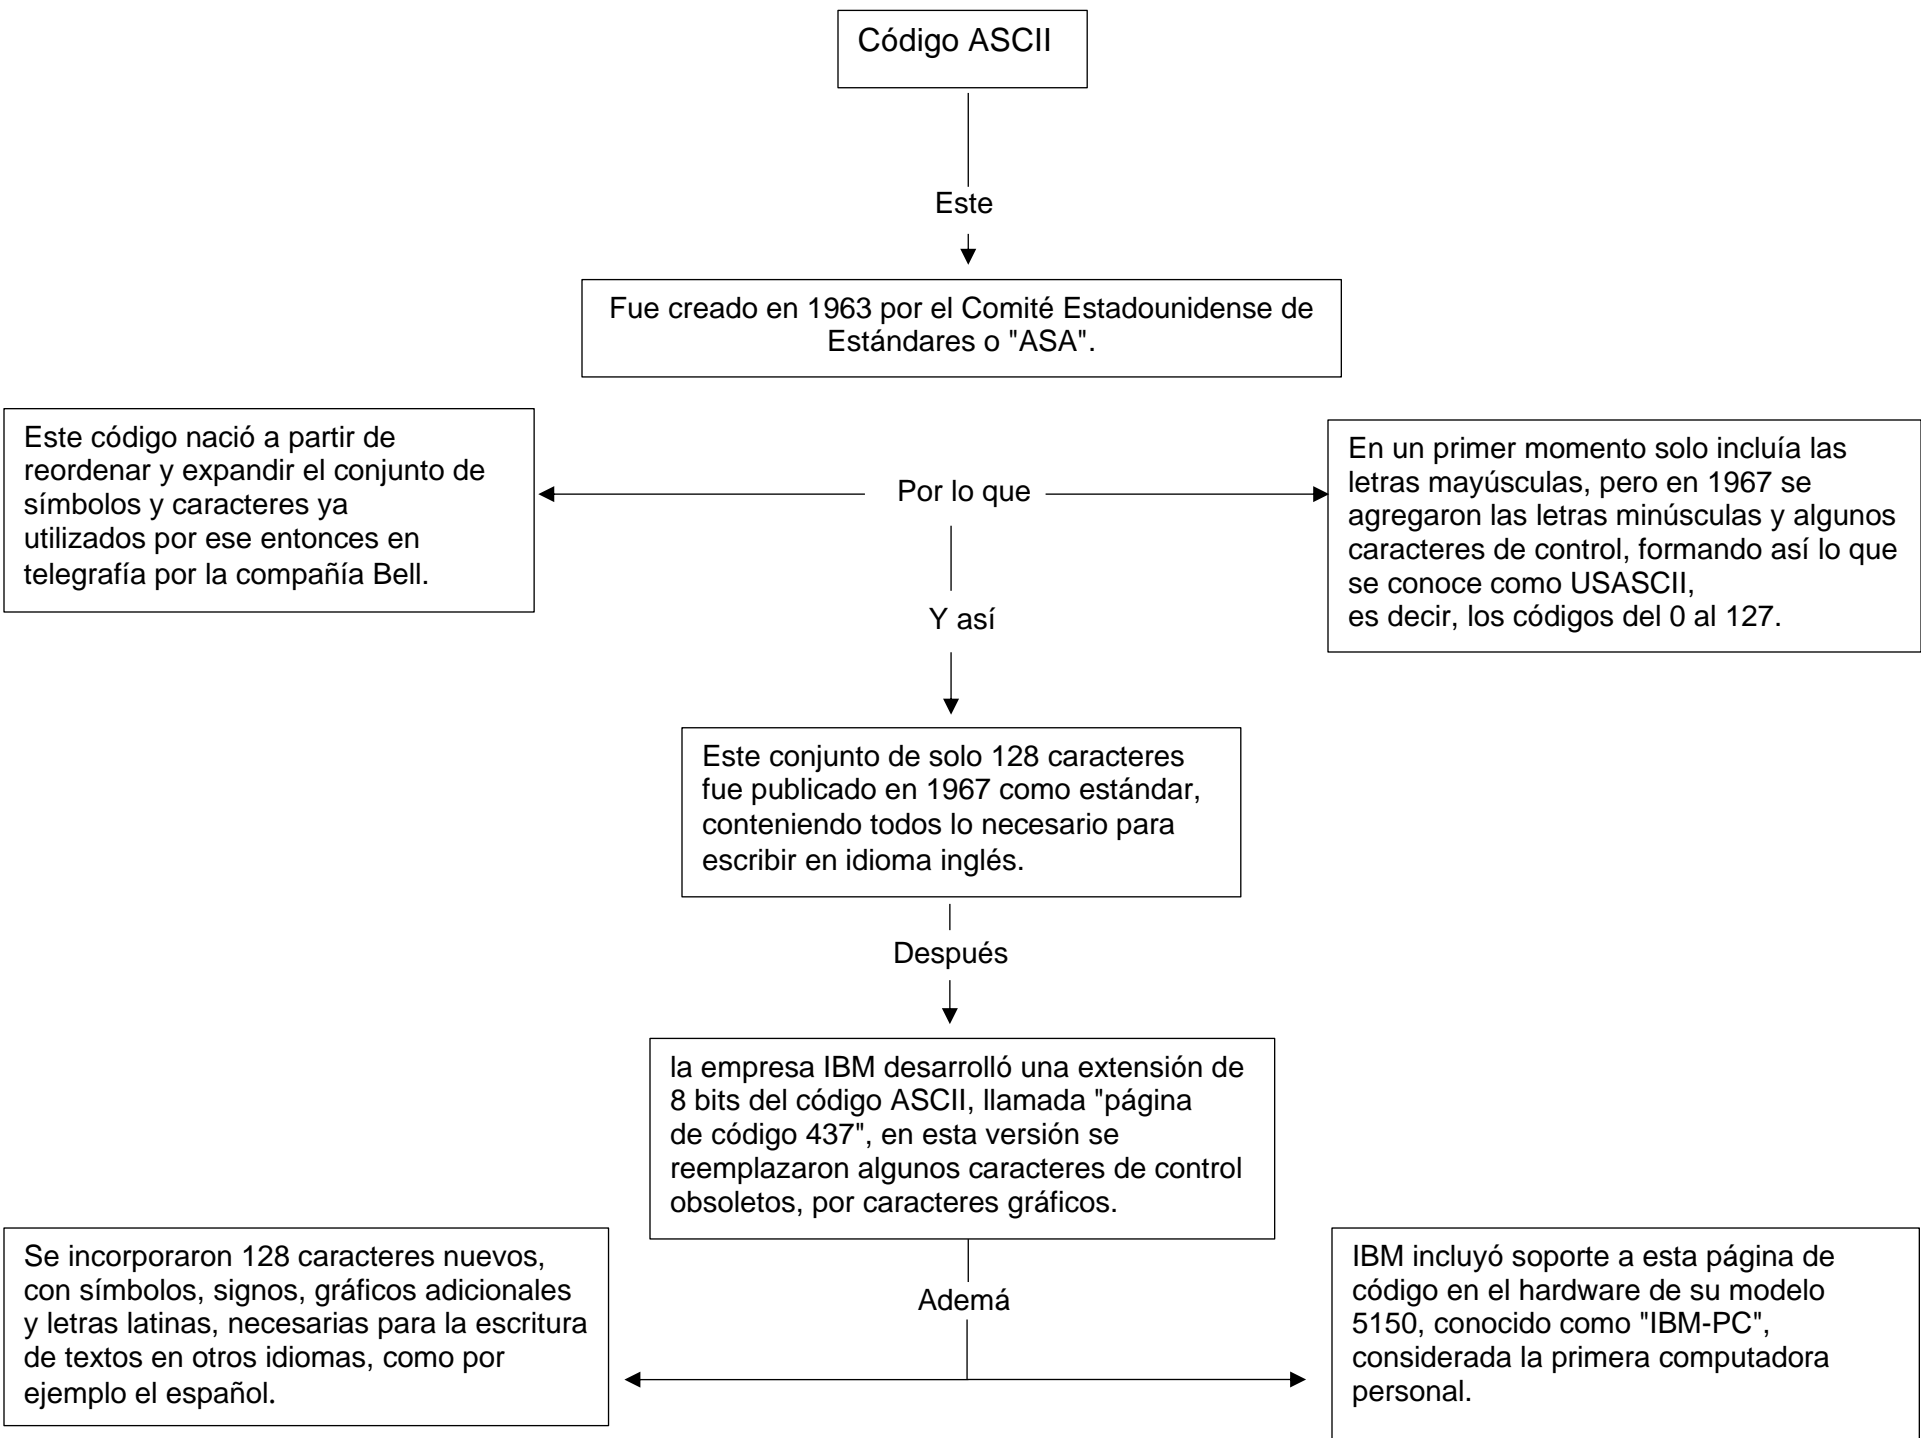 Código ASCII
Este
Fue creado en 1963 por el Comité Estadounidense de
Estándares o "ASA".
Este código nació a partir de
reordenar y expandir el conjunto de
símbolos y caracteres ya
utilizados por ese entonces en
telegrafía por la compañía Bell.
Por lo que
En un primer momento solo incluía las
letras mayúsculas, pero en 1967 se
agregaron las letras minúsculas y algunos
caracteres de control, formando así lo que
se conoce como USASCII,
es decir, los códigos del 0 al 127.
Y así
Este conjunto de solo 128 caracteres
fue publicado en 1967 como estándar,
conteniendo todos lo necesario para
escribir en idioma inglés.
Después
la empresa IBM desarrolló una extensión de
8 bits del código ASCII, llamada "página
de código 437", en esta versión se
reemplazaron algunos caracteres de control
obsoletos, por caracteres gráficos.
Ademá
Se incorporaron 128 caracteres nuevos,
con símbolos, signos, gráficos adicionales
y letras latinas, necesarias para la escritura
de textos en otros idiomas, como por
ejemplo el español.
IBM incluyó soporte a esta página de
código en el hardware de su modelo
5150, conocido como "IBM-PC",
considerada la primera computadora
personal.